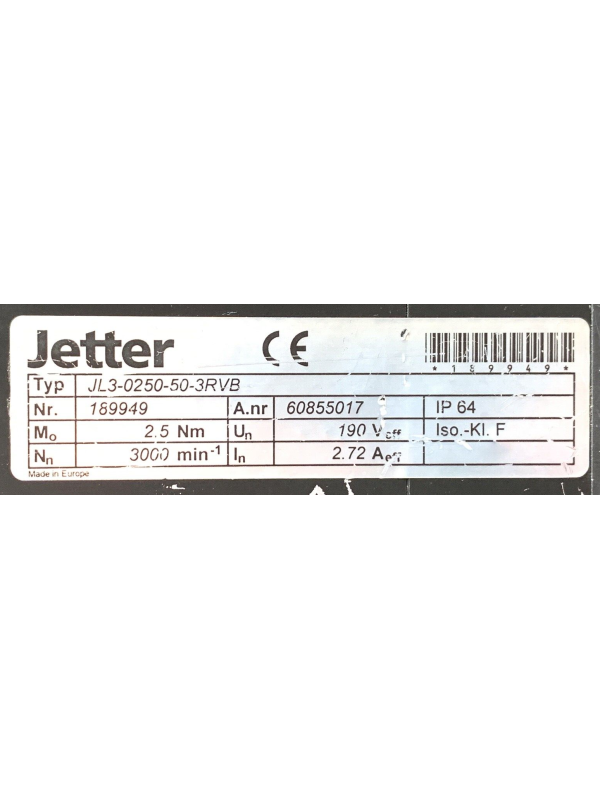 Jetter CE
*189949*
Typ JL3-0250-50-3RVB
Nr. 189949 A.nr 60855017 IP 64
Mo 2.5 Nm Un 190 Veff Iso.-Kl. F
Nn 3000 min-1 In 2.72 Aeff
Made in Europe